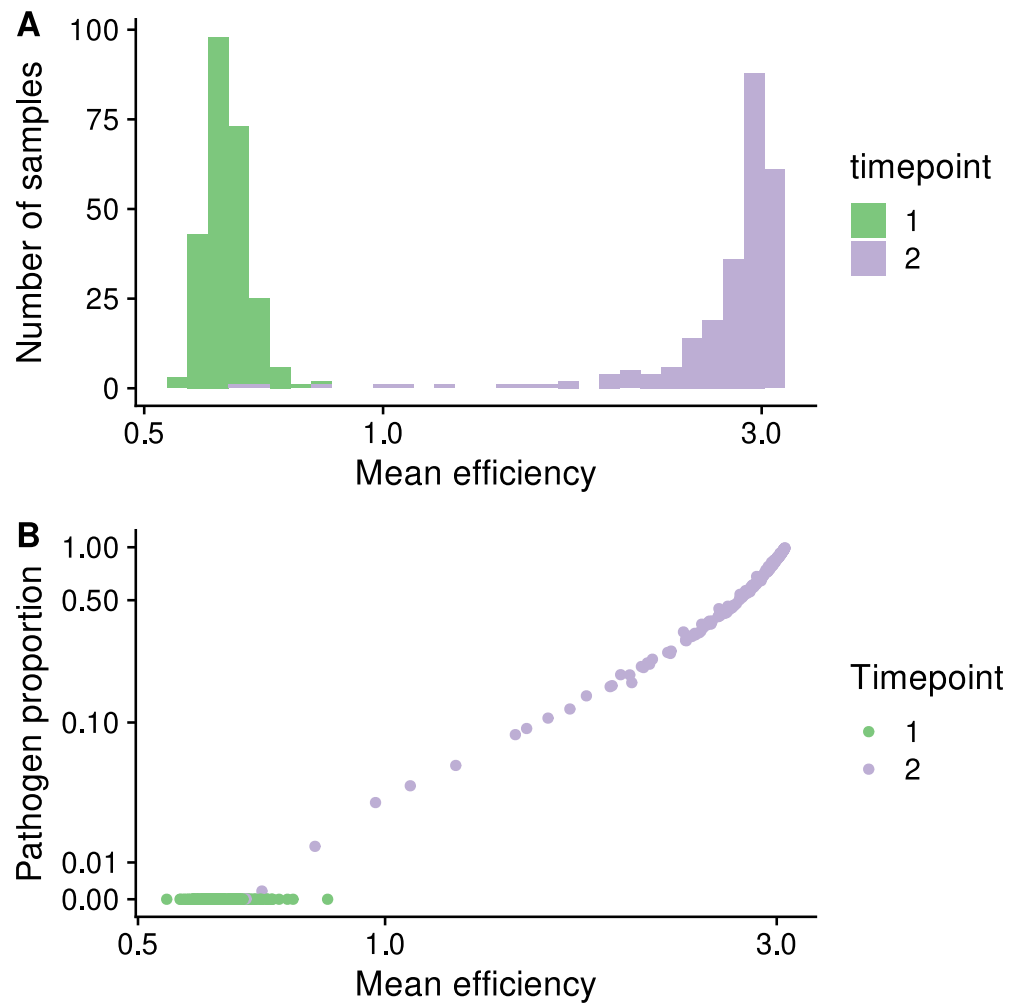 A
100
75
50
25
0
Number of samples
0.5 1.0 3.0
Mean efficiency
timepoint
1
2
B
1.00
0.50
0.10
0.01
0.00
Pathogen proportion
0.5 1.0 3.0
Mean efficiency
Timepoint
1
2